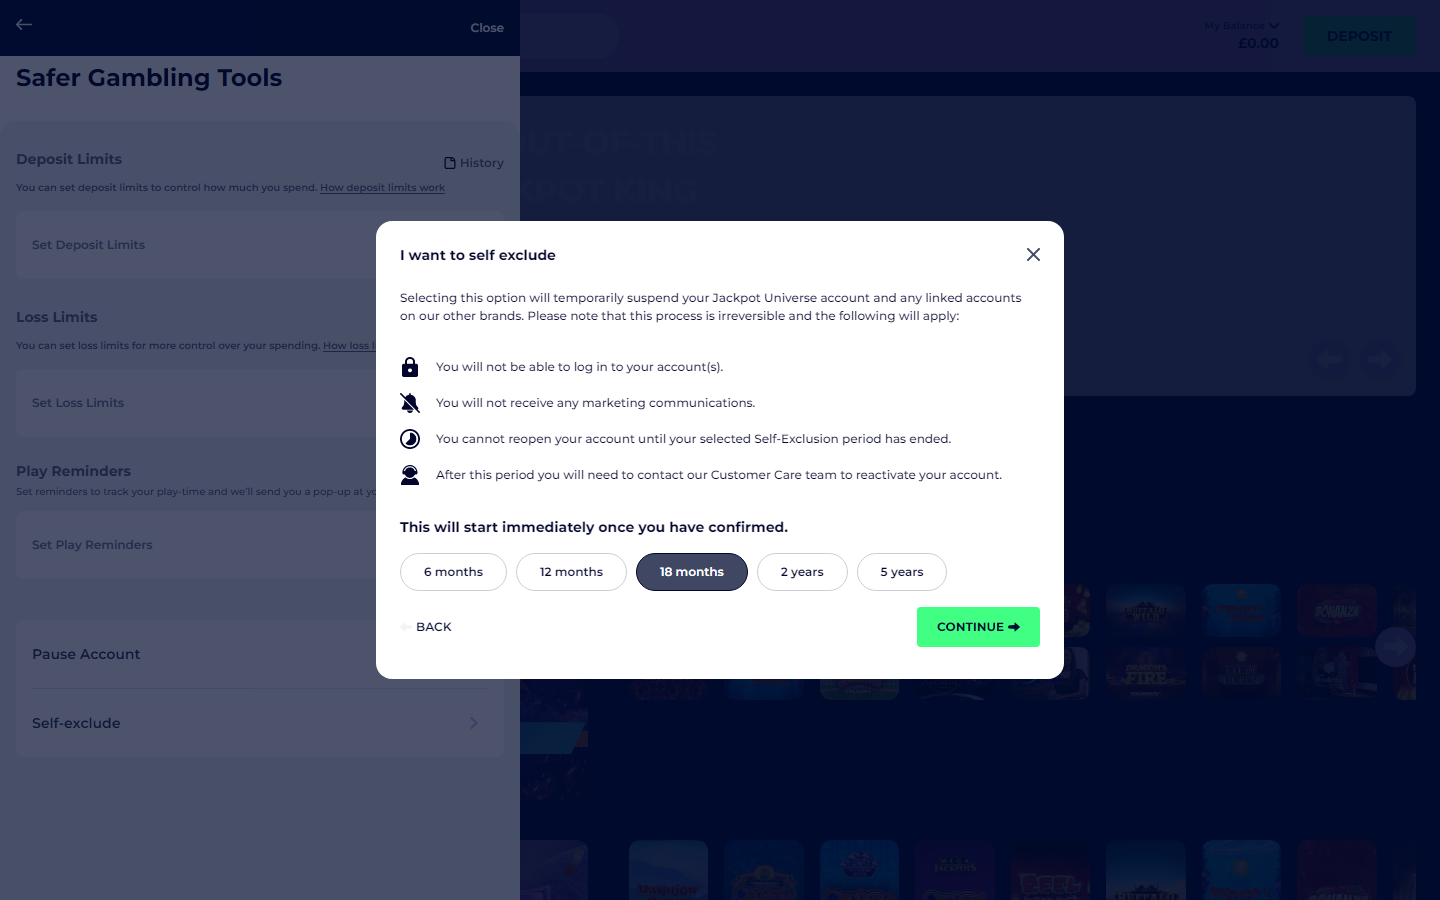 Close
My Balance
£0.00
DEPOSIT
Safer Gambling Tools
OUT-OF-THIS
KPOT KING
Deposit Limits
History
You can set deposit limits to control how much you spend. How deposit limits work
Set Deposit Limits
Loss Limits
You can set loss limits for more control over your spending. How loss l
Set Loss Limits
Play Reminders
Set reminders to track your play-time and we'll send you a pop-up at yo
Set Play Reminders
Pause Account
Self-exclude
I want to self exclude
Selecting this option will temporarily suspend your Jackpot Universe account and any linked accounts
on our other brands. Please note that this process is irreversible and the following will apply:
You will not be able to log in to your account(s).
You will not receive any marketing communications.
You cannot reopen your account until your selected Self-Exclusion period has ended.
After this period you will need to contact our Customer Care team to reactivate your account.
This will start immediately once you have confirmed.
6 months
12 months
18 months
2 years
5 years
BACK
CONTINUE
BONANZA
FIRE
REEL